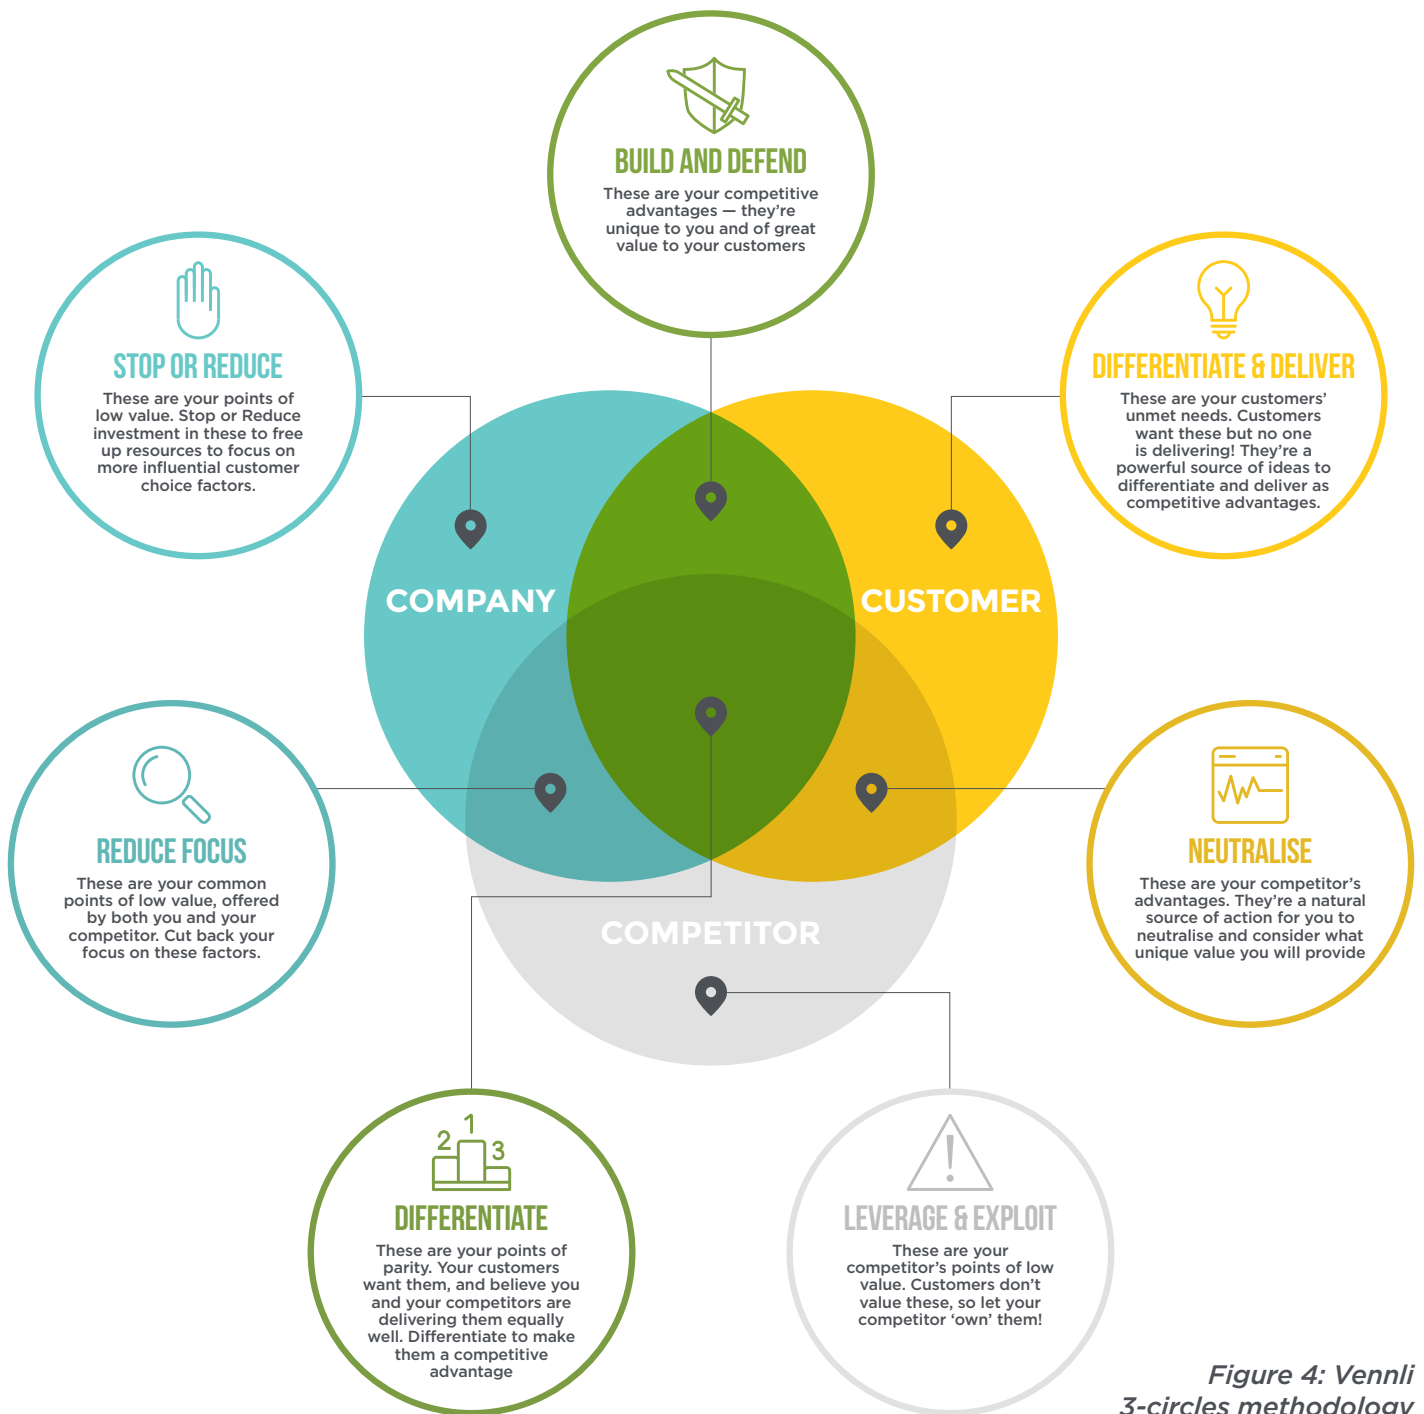 BUILD AND DEFEND
These are your competitive
advantages — they're
unique to you and of great
value to your customers
STOP OR REDUCE
These are your points of
low value. Stop or Reduce
investment in these to free
up resources to focus on
more influential customer
choice factors.
DIFFERENTIATE & DELIVER
These are your customers'
unmet needs. Customers
want these but no one
is delivering! They're a
powerful source of ideas to
differentiate and deliver as
competitive advantages.
COMPANY
CUSTOMER
REDUCE FOCUS
These are your common
points of low value, offered
by both you and your
competitor. Cut back your
focus on these factors.
NEUTRALISE
These are your competitor's
advantages. They're a natural
source of action for you to
neutralise and consider what
unique value you will provide
COMPETITOR
1
2
3
DIFFERENTIATE
These are your points of
parity. Your customers
want them, and believe you
and your competitors are
delivering them equally
well. Differentiate to make
them a competitive
advantage
!
LEVERAGE & EXPLOIT
These are your
competitor's points of low
value. Customers don't
value these, so let your
competitor 'own' them!
Figure 4: Vennli
3-circles methodology